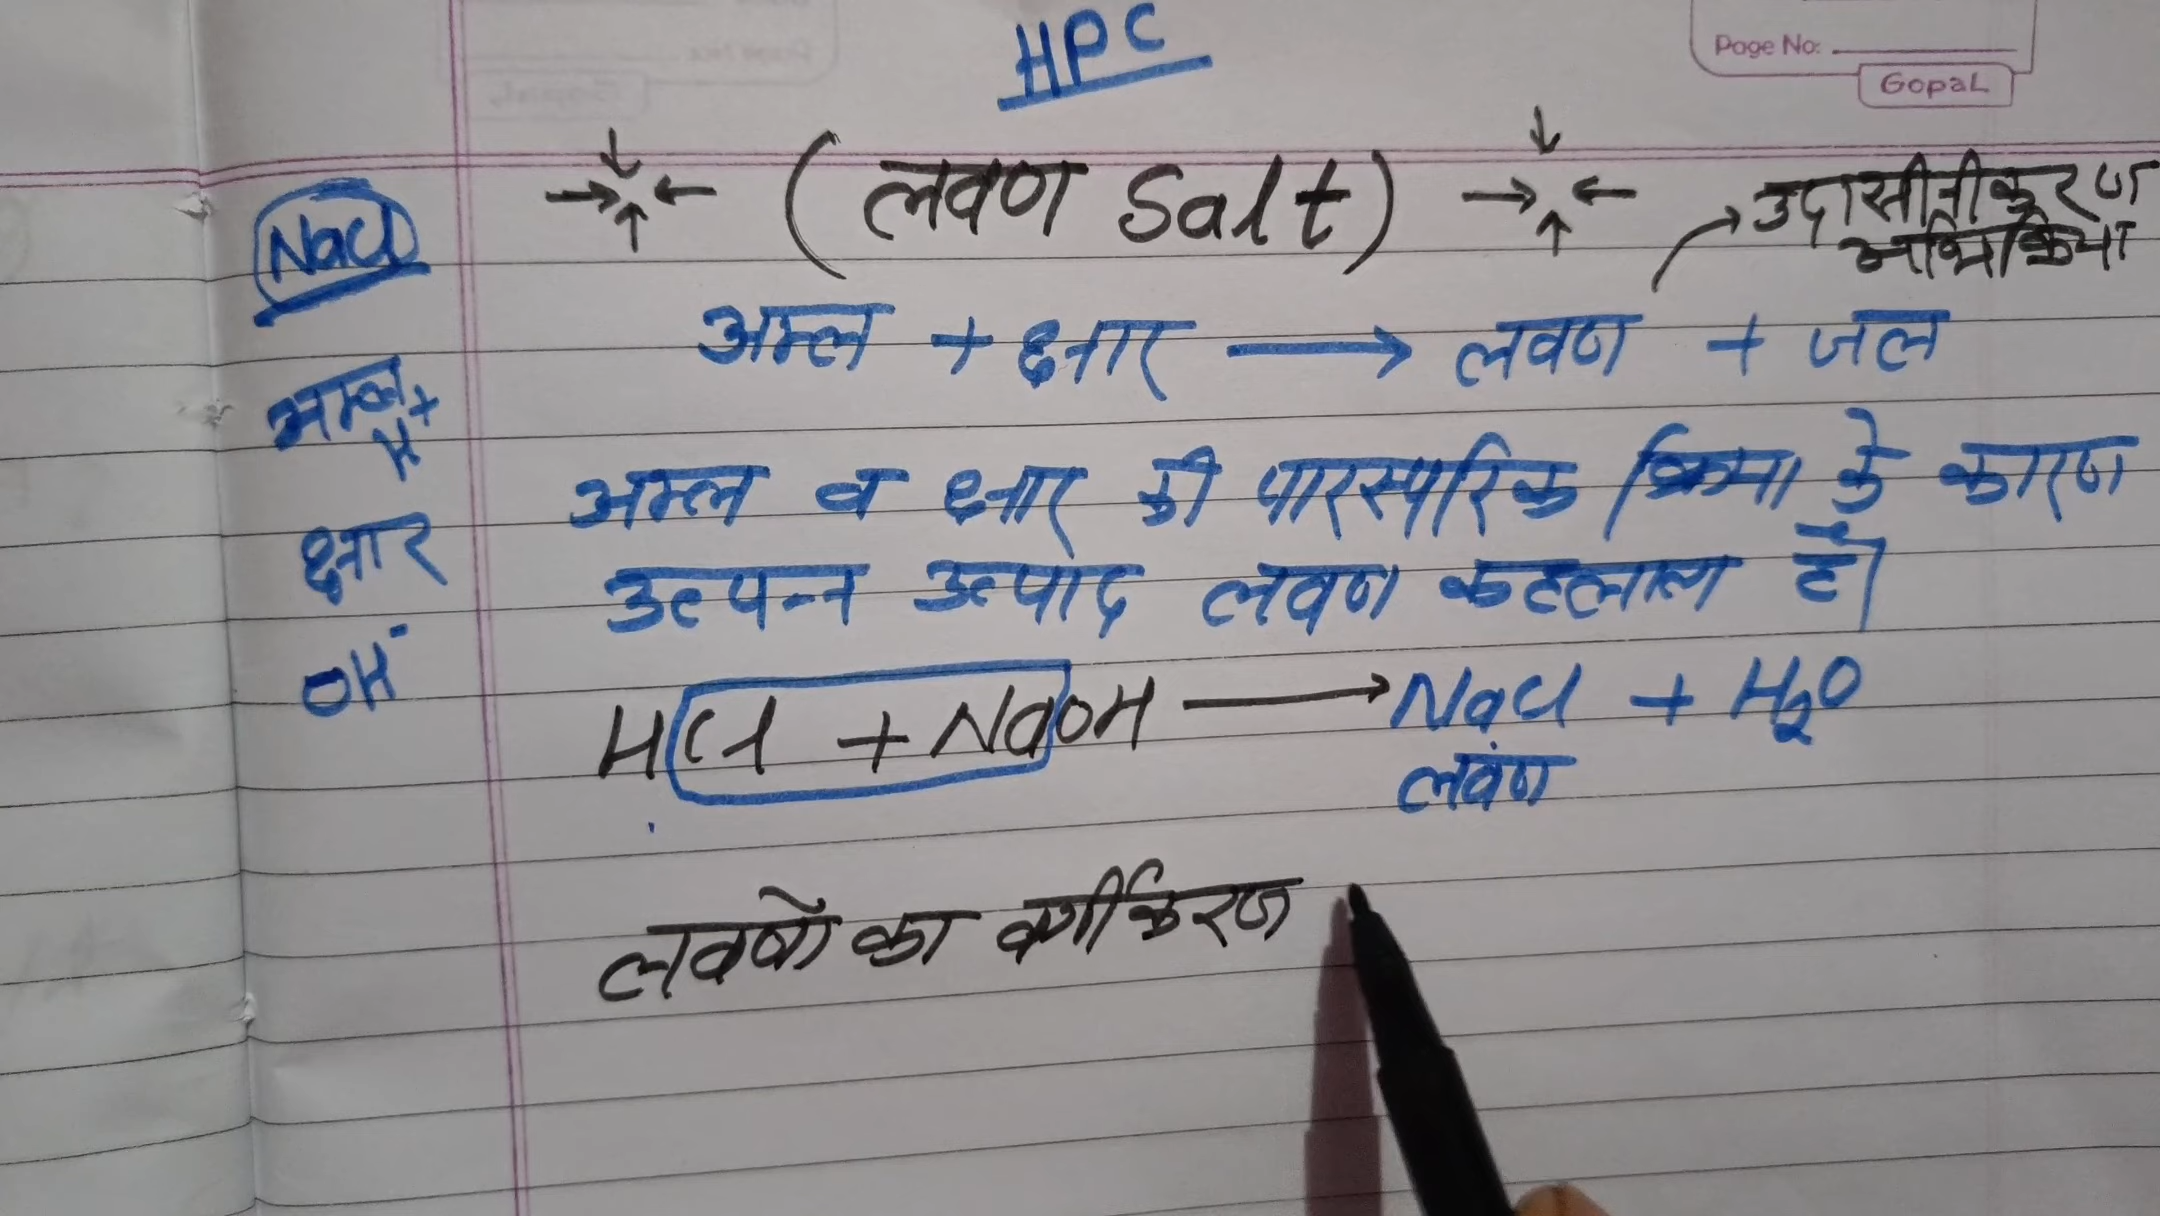 HPC
Page No:
Gopal
(लवण Salt)
उदासीनीकरण
अभिक्रिया
NaCl
अम्ल + क्षार → लवण + जल
अम्ल
H+
अम्ल व क्षार की पारस्परिक क्रिया के कारण
क्षार
उत्पन्न उत्पाद लवण कहलाता है।
OH-
HCl + NaOH → NaCl + H2O
लवण
लवणों का वर्गीकरण